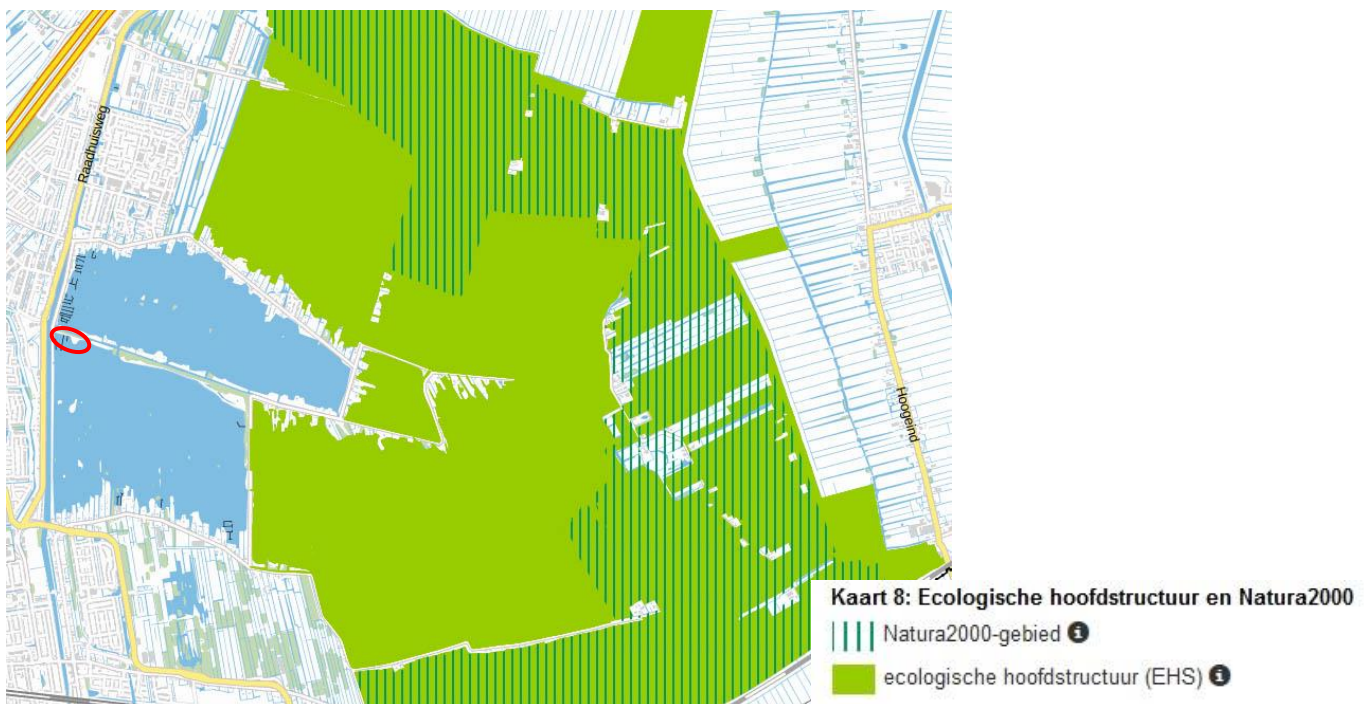 Raadhuisweg
Hoogeind
Kaart 8: Ecologische hoofdstructuur en Natura2000
Natura2000-gebied i
ecologische hoofdstructuur (EHS) i